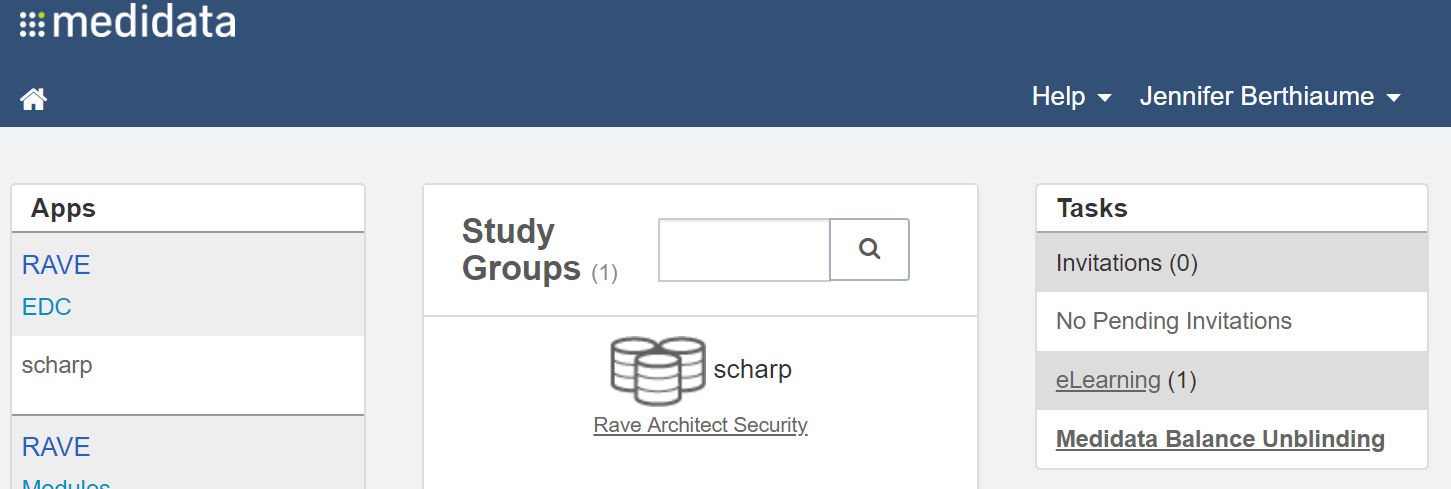 medidata
Help
Jennifer Berthiaume
Apps
RAVE
EDC
scharp
RAVE
Modules
Study
Groups (1)
scharp
Rave Architect Security
Tasks
Invitations (0)
No Pending Invitations
eLearning (1)
Medidata Balance Unblinding